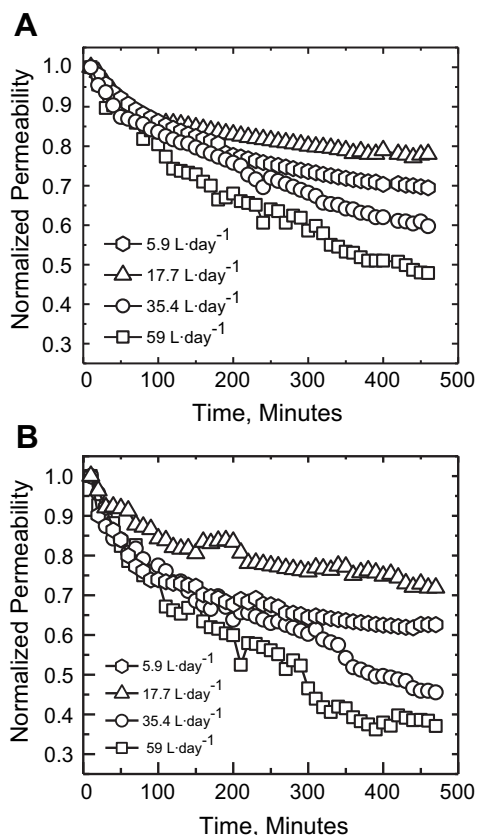 A
Normalized Permeability
1.0
0.9
0.8
0.7
0.6
0.5
0.4
0.3
5.9 L·day⁻¹
17.7 L·day⁻¹
35.4 L·day⁻¹
59 L·day⁻¹
0 100 200 300 400 500
Time, Minutes
B
Normalized Permeability
1.0
0.9
0.8
0.7
0.6
0.5
0.4
0.3
5.9 L·day⁻¹
17.7 L·day⁻¹
35.4 L·day⁻¹
59 L·day⁻¹
0 100 200 300 400 500
Time, Minutes